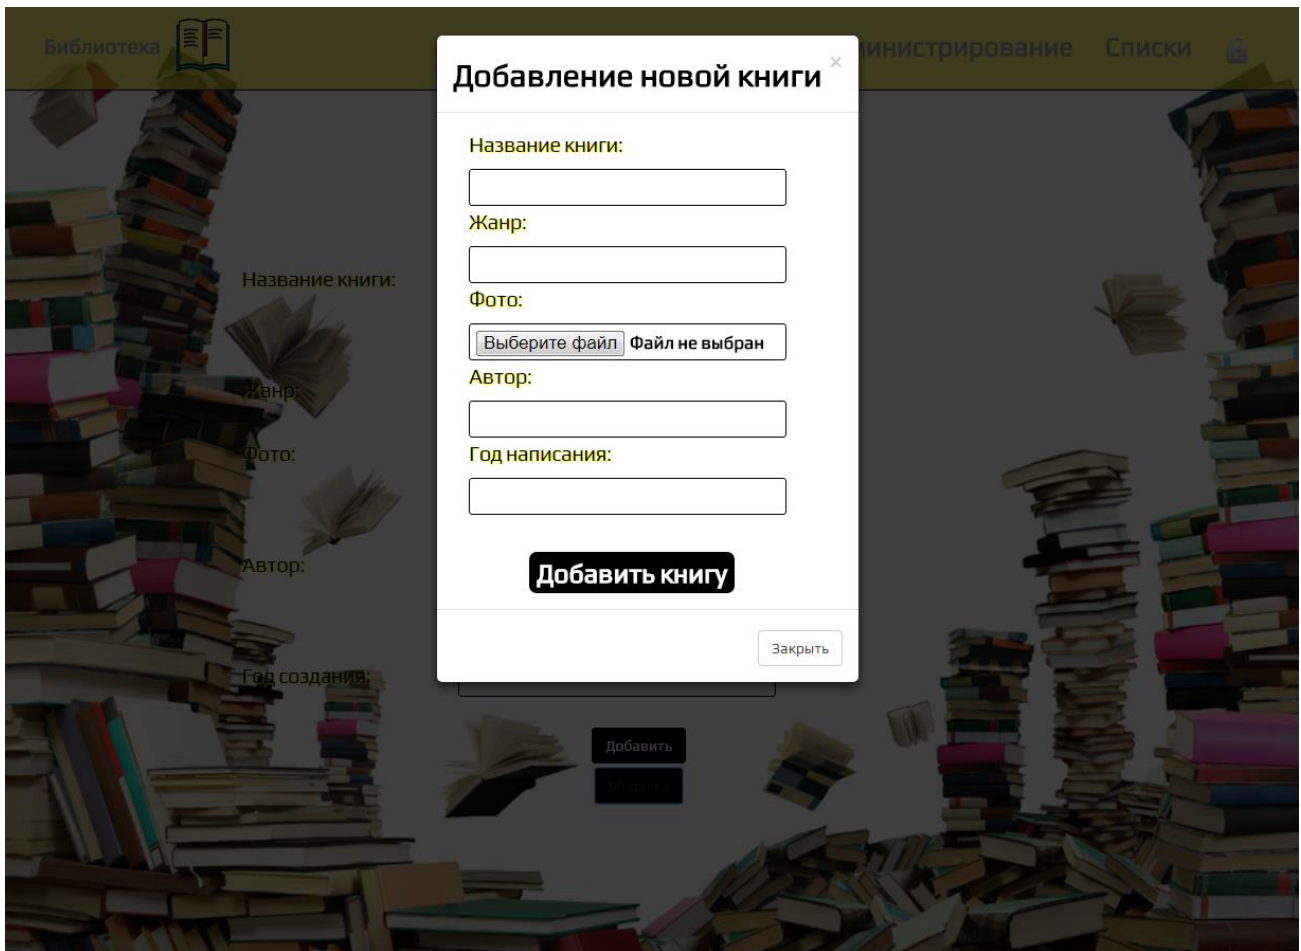 Библиотека
министрирование Списки
Добавление новой книги ×
Название книги:
Жанр:
Фото:
Выберите файл Файл не выбран
Автор:
Год написания:
Добавить книгу
Закрыть
Название книги:
Жанр:
Фото:
Автор:
Год создания:
Добавить